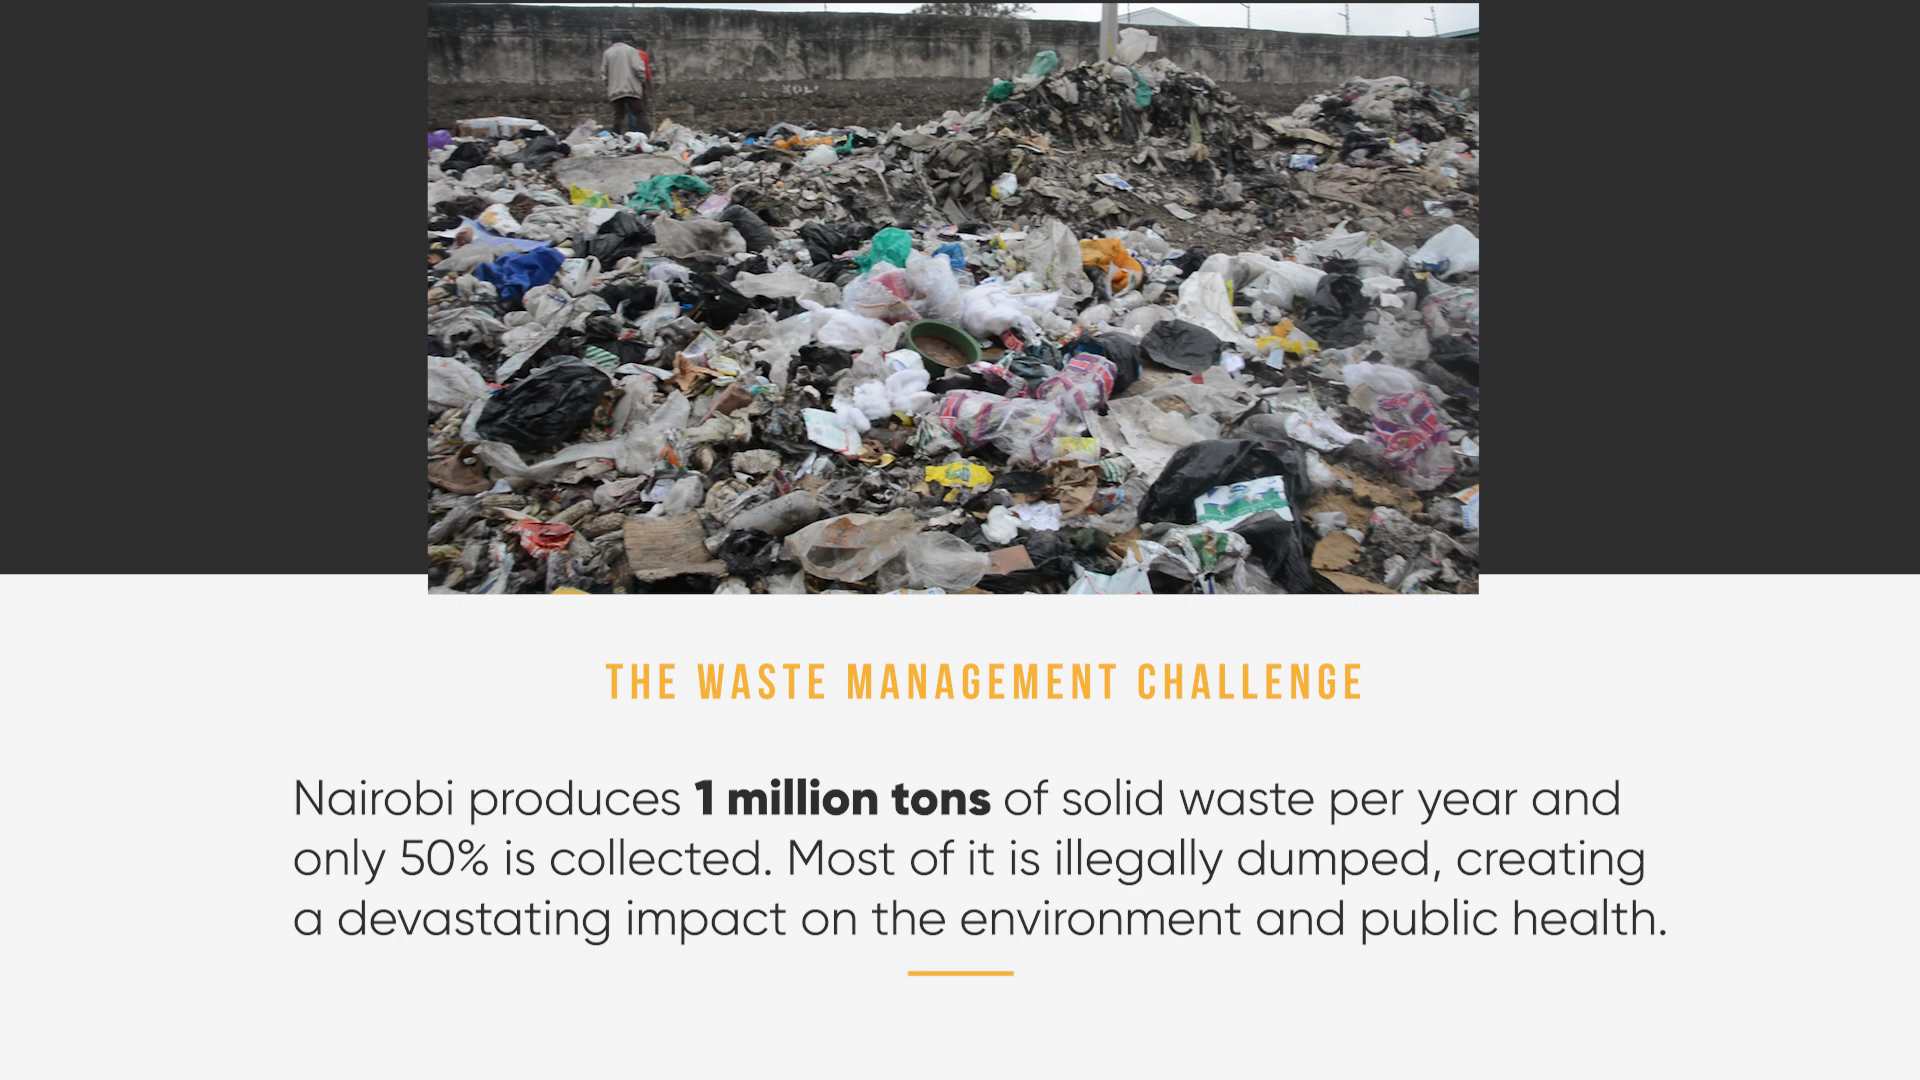 THE WASTE MANAGEMENT CHALLENGE
Nairobi produces 1 million tons of solid waste per year and
only 50% is collected. Most of it is illegally dumped, creating
a devastating impact on the environment and public health.